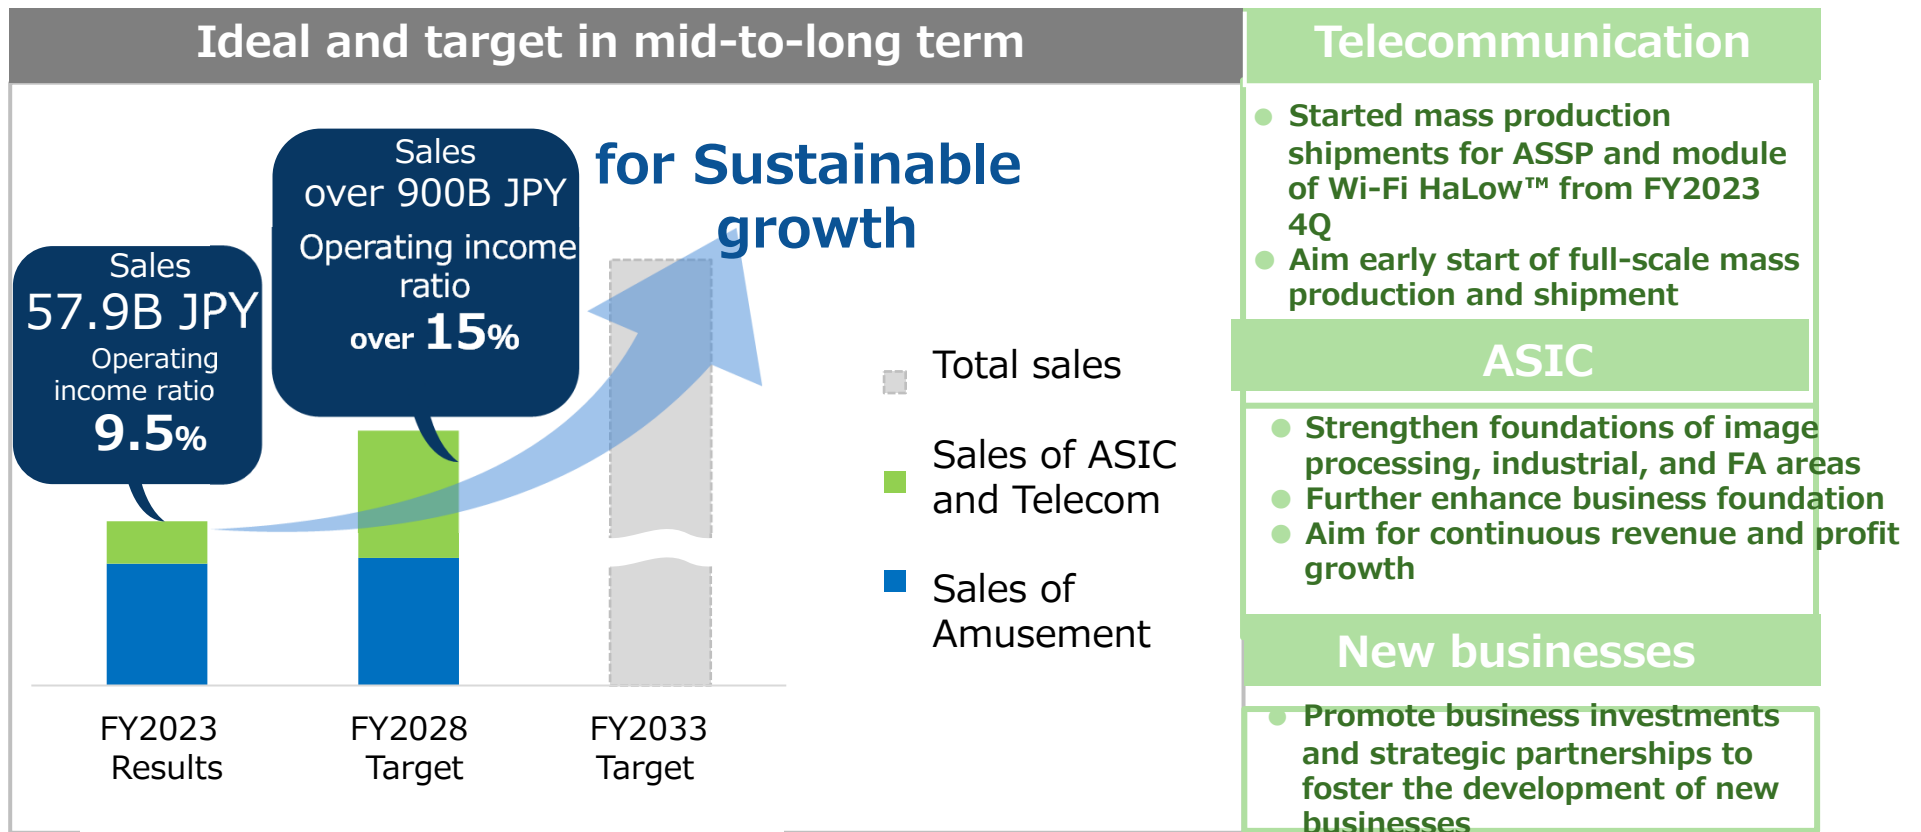 Ideal and target in mid-to-long term
for Sustainable
growth
Sales
over 900B JPY
Operating income
ratio
over 15%
Sales
57.9B JPY
Operating
income ratio
9.5%
Total sales
Sales of ASIC
and Telecom
Sales of
Amusement
FY2023
Results
FY2028
Target
FY2033
Target
Telecommunication
● Started mass production
shipments for ASSP and module
of Wi-Fi HaLow™ from FY2023
4Q
● Aim early start of full-scale mass
production and shipment
ASIC
● Strengthen foundations of image
processing, industrial, and FA areas
● Further enhance business foundation
● Aim for continuous revenue and profit
growth
New businesses
● Promote business investments
and strategic partnerships to
foster the development of new
businesses